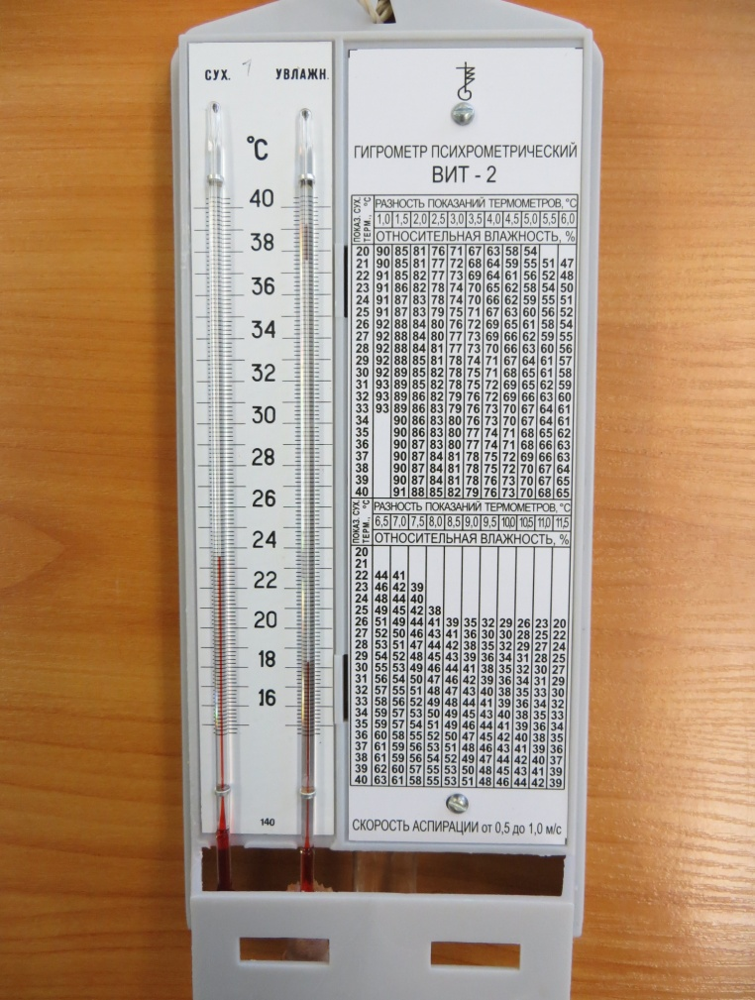 СУХ. 1 УВЛАЖН.
°C
40
38
36
34
32
30
28
26
24
22
20
18
16
140
ГИГРОМЕТР ПСИХРОМЕТРИЧЕСКИЙ
ВИТ - 2
ПОКАЗ. СУХ. ТЕРМ., °С
РАЗНОСТЬ ПОКАЗАНИЙ ТЕРМОМЕТРОВ, °С
1,0 1,5 2,0 2,5 3,0 3,5 4,0 4,5 5,0 5,5 6,0
ОТНОСИТЕЛЬНАЯ ВЛАЖНОСТЬ, %
20 90 85 81 76 71 67 63 58 54
21 90 85 81 77 72 68 64 59 55 51 47
22 91 85 82 77 73 69 64 61 56 52 48
23 91 86 82 78 74 70 65 62 58 54 50
24 91 87 83 78 74 70 66 62 59 55 51
25 91 87 83 79 75 71 67 63 60 56 52
26 92 88 84 80 76 72 69 65 61 58 54
27 92 88 84 80 77 73 69 66 62 59 55
28 92 88 84 81 77 73 70 66 63 60 56
29 92 88 85 81 78 74 71 67 64 61 57
30 92 89 85 82 78 75 71 68 65 61 58
31 93 89 85 82 78 75 72 69 65 62 59
32 93 89 86 82 79 76 72 69 66 63 60
33 93 89 86 83 79 76 73 70 67 64 61
34 90 86 83 80 76 73 70 67 64 61
35 90 86 83 80 77 74 71 68 65 62
36 90 87 83 80 77 74 71 68 66 63
37 90 87 84 81 78 75 72 69 66 63
38 90 87 84 81 78 75 72 70 67 64
39 90 87 84 81 78 76 73 70 67 65
40 91 88 85 82 79 76 73 70 68 65
ПОКАЗ. СУХ. ТЕРМ., °С
РАЗНОСТЬ ПОКАЗАНИЙ ТЕРМОМЕТРОВ, °С
6,5 7,0 7,5 8,0 8,5 9,0 9,5 10,0 10,5 11,0 11,5
ОТНОСИТЕЛЬНАЯ ВЛАЖНОСТЬ, %
20
21
22 44 41
23 46 42 39
24 48 44 40
25 49 45 42 38
26 51 49 44 41 39 35 32 29 26 23 20
27 52 50 46 43 41 36 30 30 28 25 22
28 53 51 47 44 42 38 35 32 29 27 24
29 54 52 48 45 43 39 36 34 31 28 25
30 55 53 49 46 44 41 38 35 32 30 27
31 56 54 50 47 46 42 39 36 34 31 29
32 57 55 51 48 47 43 40 38 35 33 30
33 58 56 52 49 48 44 41 39 36 34 32
34 59 57 53 50 49 45 43 40 38 35 33
35 59 57 54 51 49 46 44 41 39 36 34
36 60 58 55 52 50 47 45 42 40 38 35
37 61 59 56 53 51 48 46 43 41 39 36
38 61 59 56 54 52 49 47 44 42 40 37
39 62 60 57 55 53 50 48 45 43 41 39
40 63 61 58 55 53 51 48 46 44 42 39
СКОРОСТЬ АСПИРАЦИИ от 0,5 до 1,0 м/с